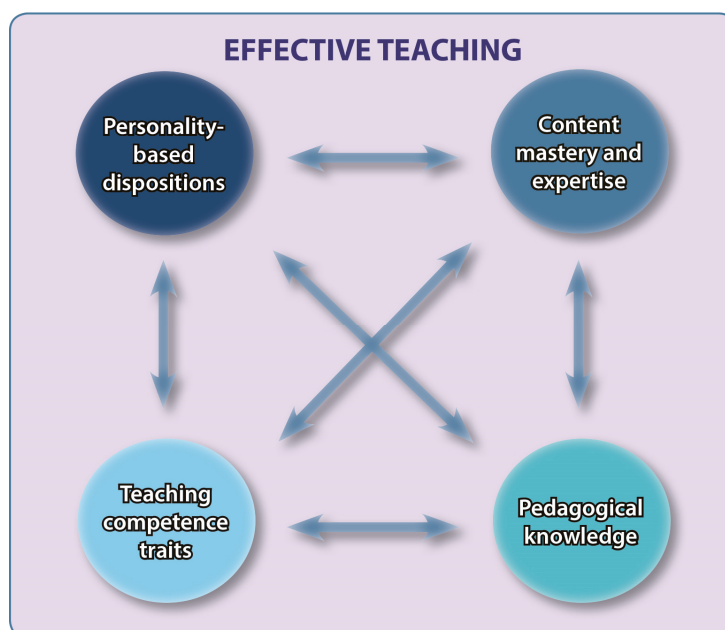 EFFECTIVE TEACHING
Personality-
based
dispositions
Content
mastery and
expertise
Teaching
competence
traits
Pedagogical
knowledge